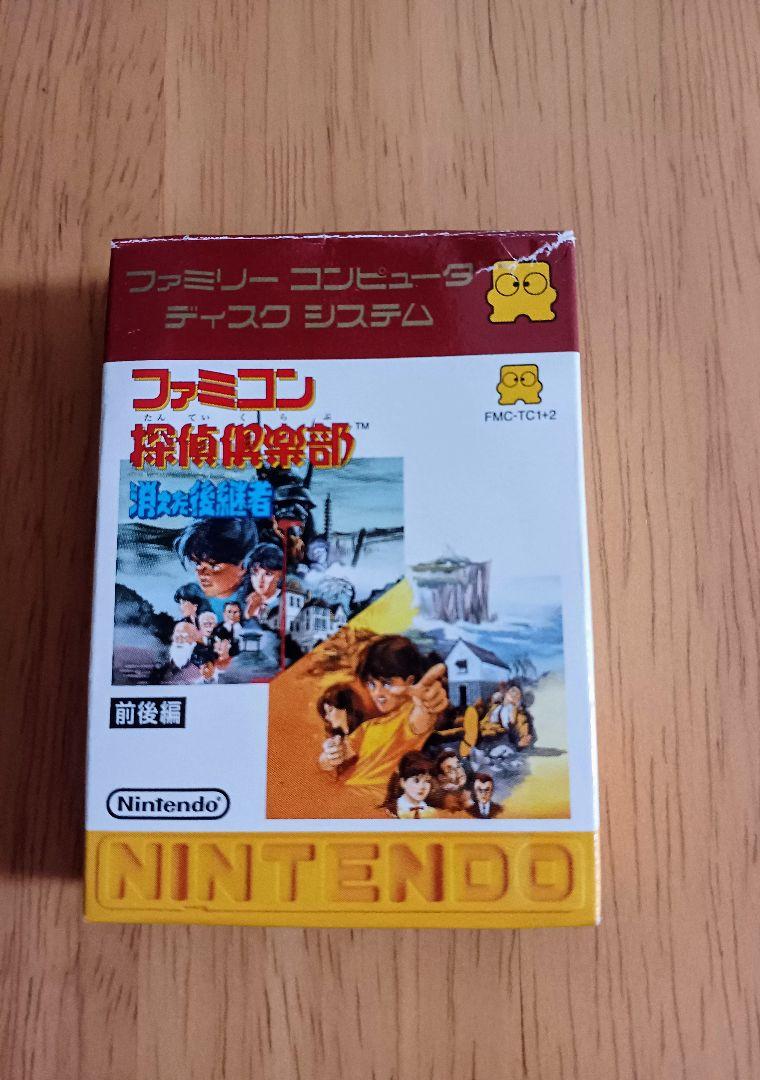 ファミリー コンピュータ
ディスク システム
FMC-TC1+2
ファミコン
たんていくらぶ
探偵倶楽部™
消えた後継者
前後編
Nintendo®
NINTENDO